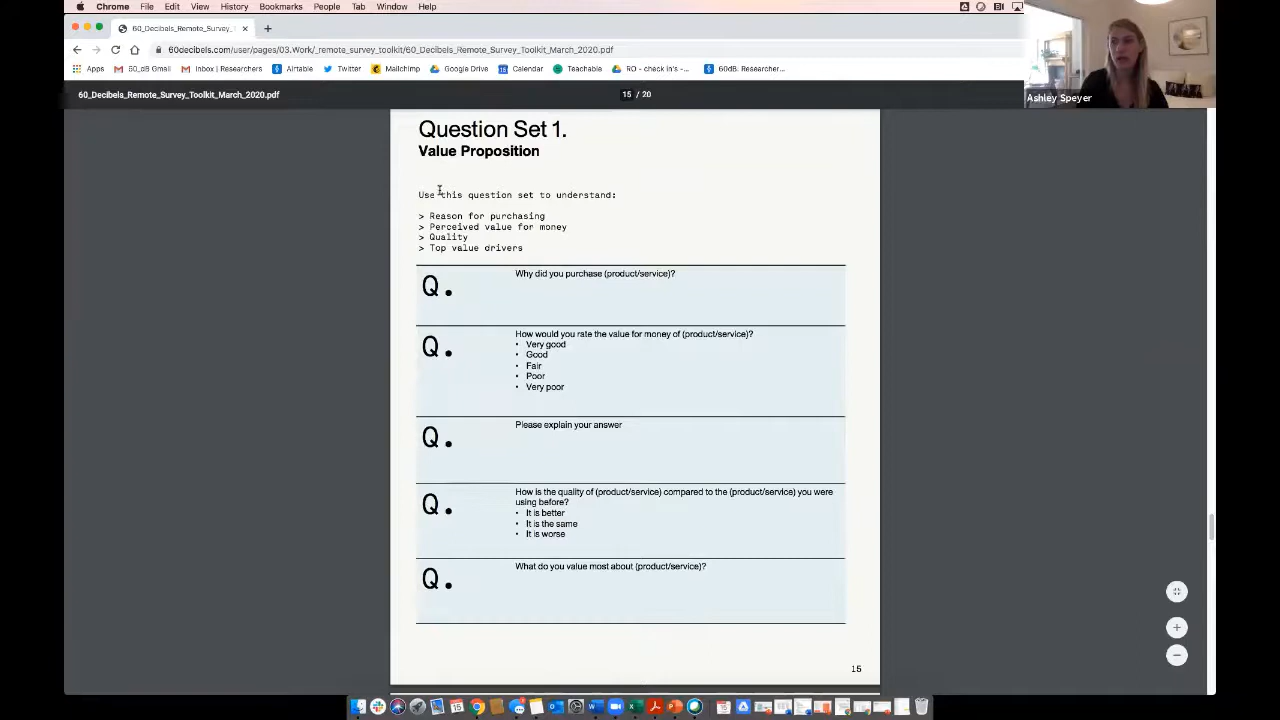 Chrome File Edit View History Bookmarks People Tab Window Help
60_Decibels_Remote_Survey_
60decibels.com/user/pages/03.Work/_remote_survey_toolkit/60_Decibels_Remote_Survey_Toolkit_March_2020.pdf
Apps 60_dB Gmail Inbox | Researchers Airtable Twitter Mailchimp Google Drive Calendar Teachable RO - check in's -... 60dB: Researcher...
60_Decibels_Remote_Survey_Toolkit_March_2020.pdf
15 / 20
Ashley Speyer
Question Set 1.
Value Proposition
Use this question set to understand:
> Reason for purchasing
> Perceived value for money
> Quality
> Top value drivers
Q. Why did you purchase (product/service)?
Q. How would you rate the value for money of (product/service)?
• Very good
• Good
• Fair
• Poor
• Very poor
Q. Please explain your answer
Q. How is the quality of (product/service) compared to the (product/service) you were
using before?
• It is better
• It is the same
• It is worse
Q. What do you value most about (product/service)?
15